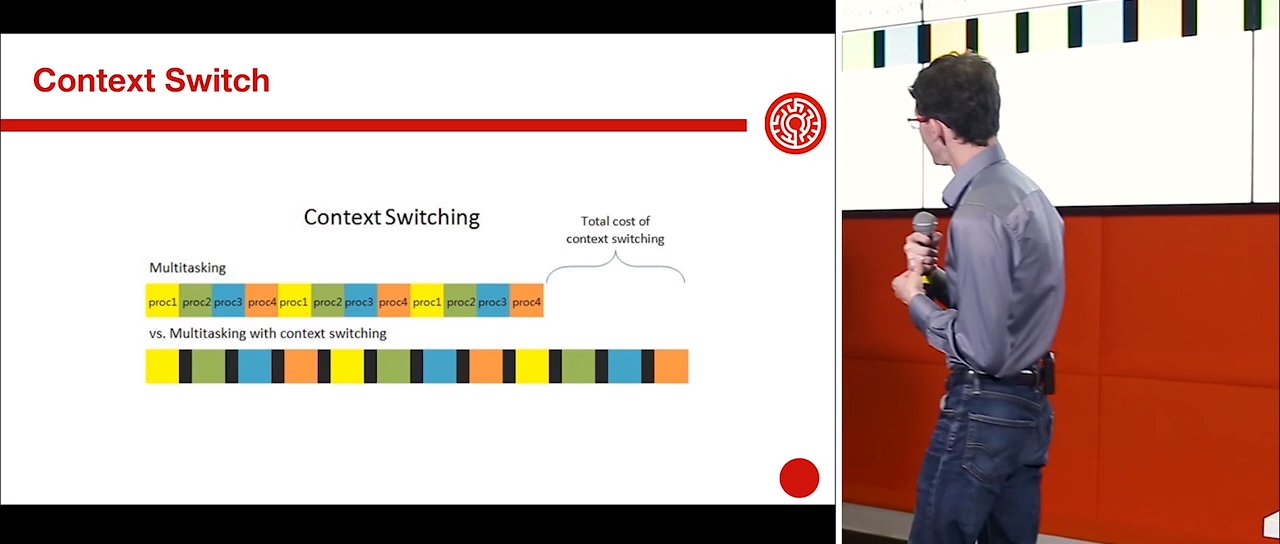 Context Switch
Context Switching
Total cost of
context switching
Multitasking
proc1 proc2 proc3 proc4 proc1 proc2 proc3 proc4 proc1 proc2 proc3 proc4
vs. Multitasking with context switching